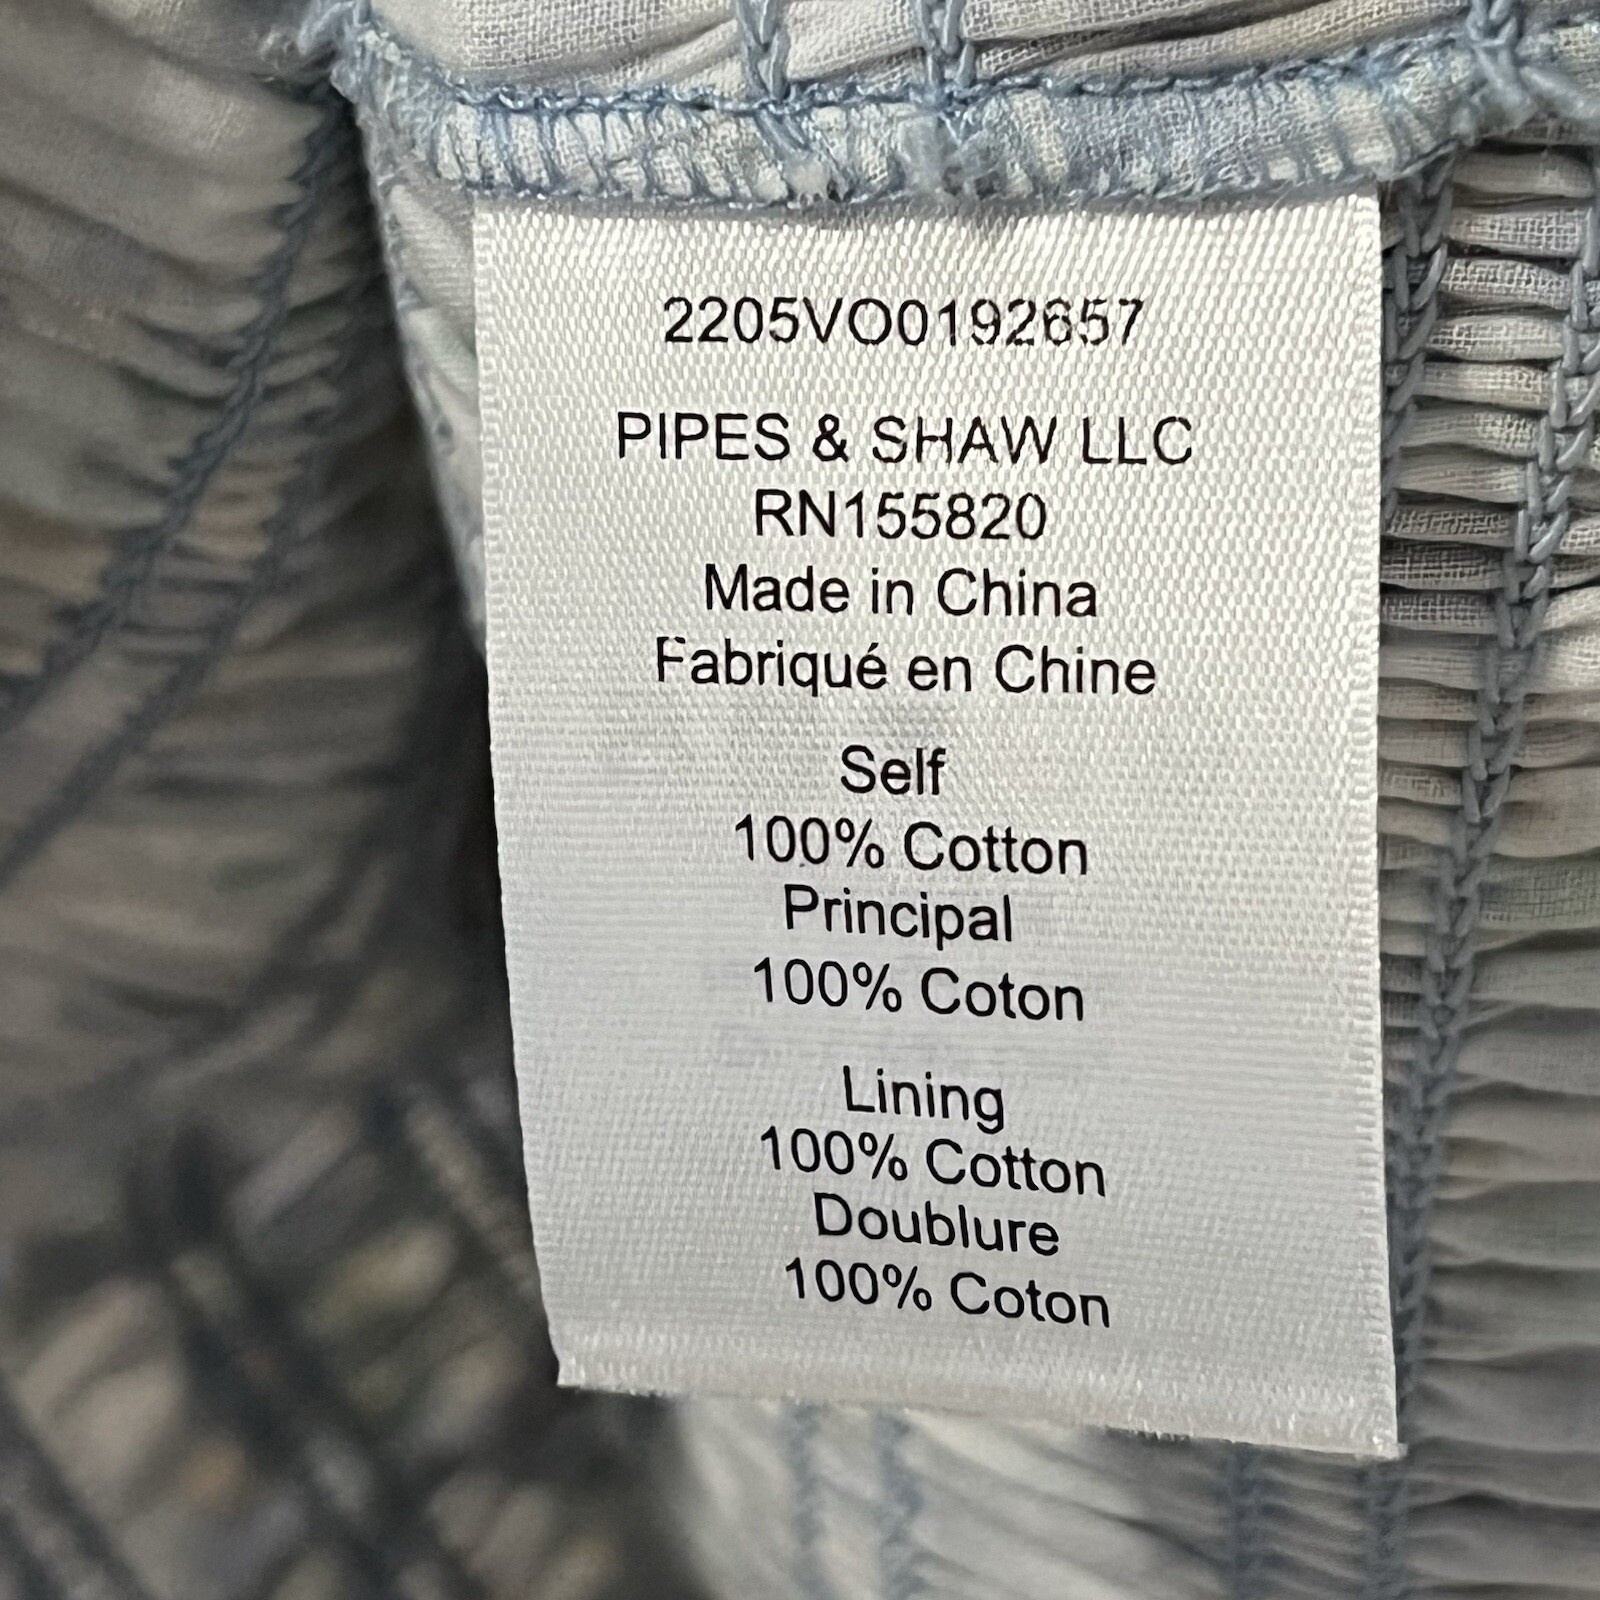 2205VO0192657
PIPES & SHAW LLC
RN155820
Made in China
Fabriqué en Chine
Self
100% Cotton
Principal
100% Coton
Lining
100% Cotton
Doublure
100% Coton